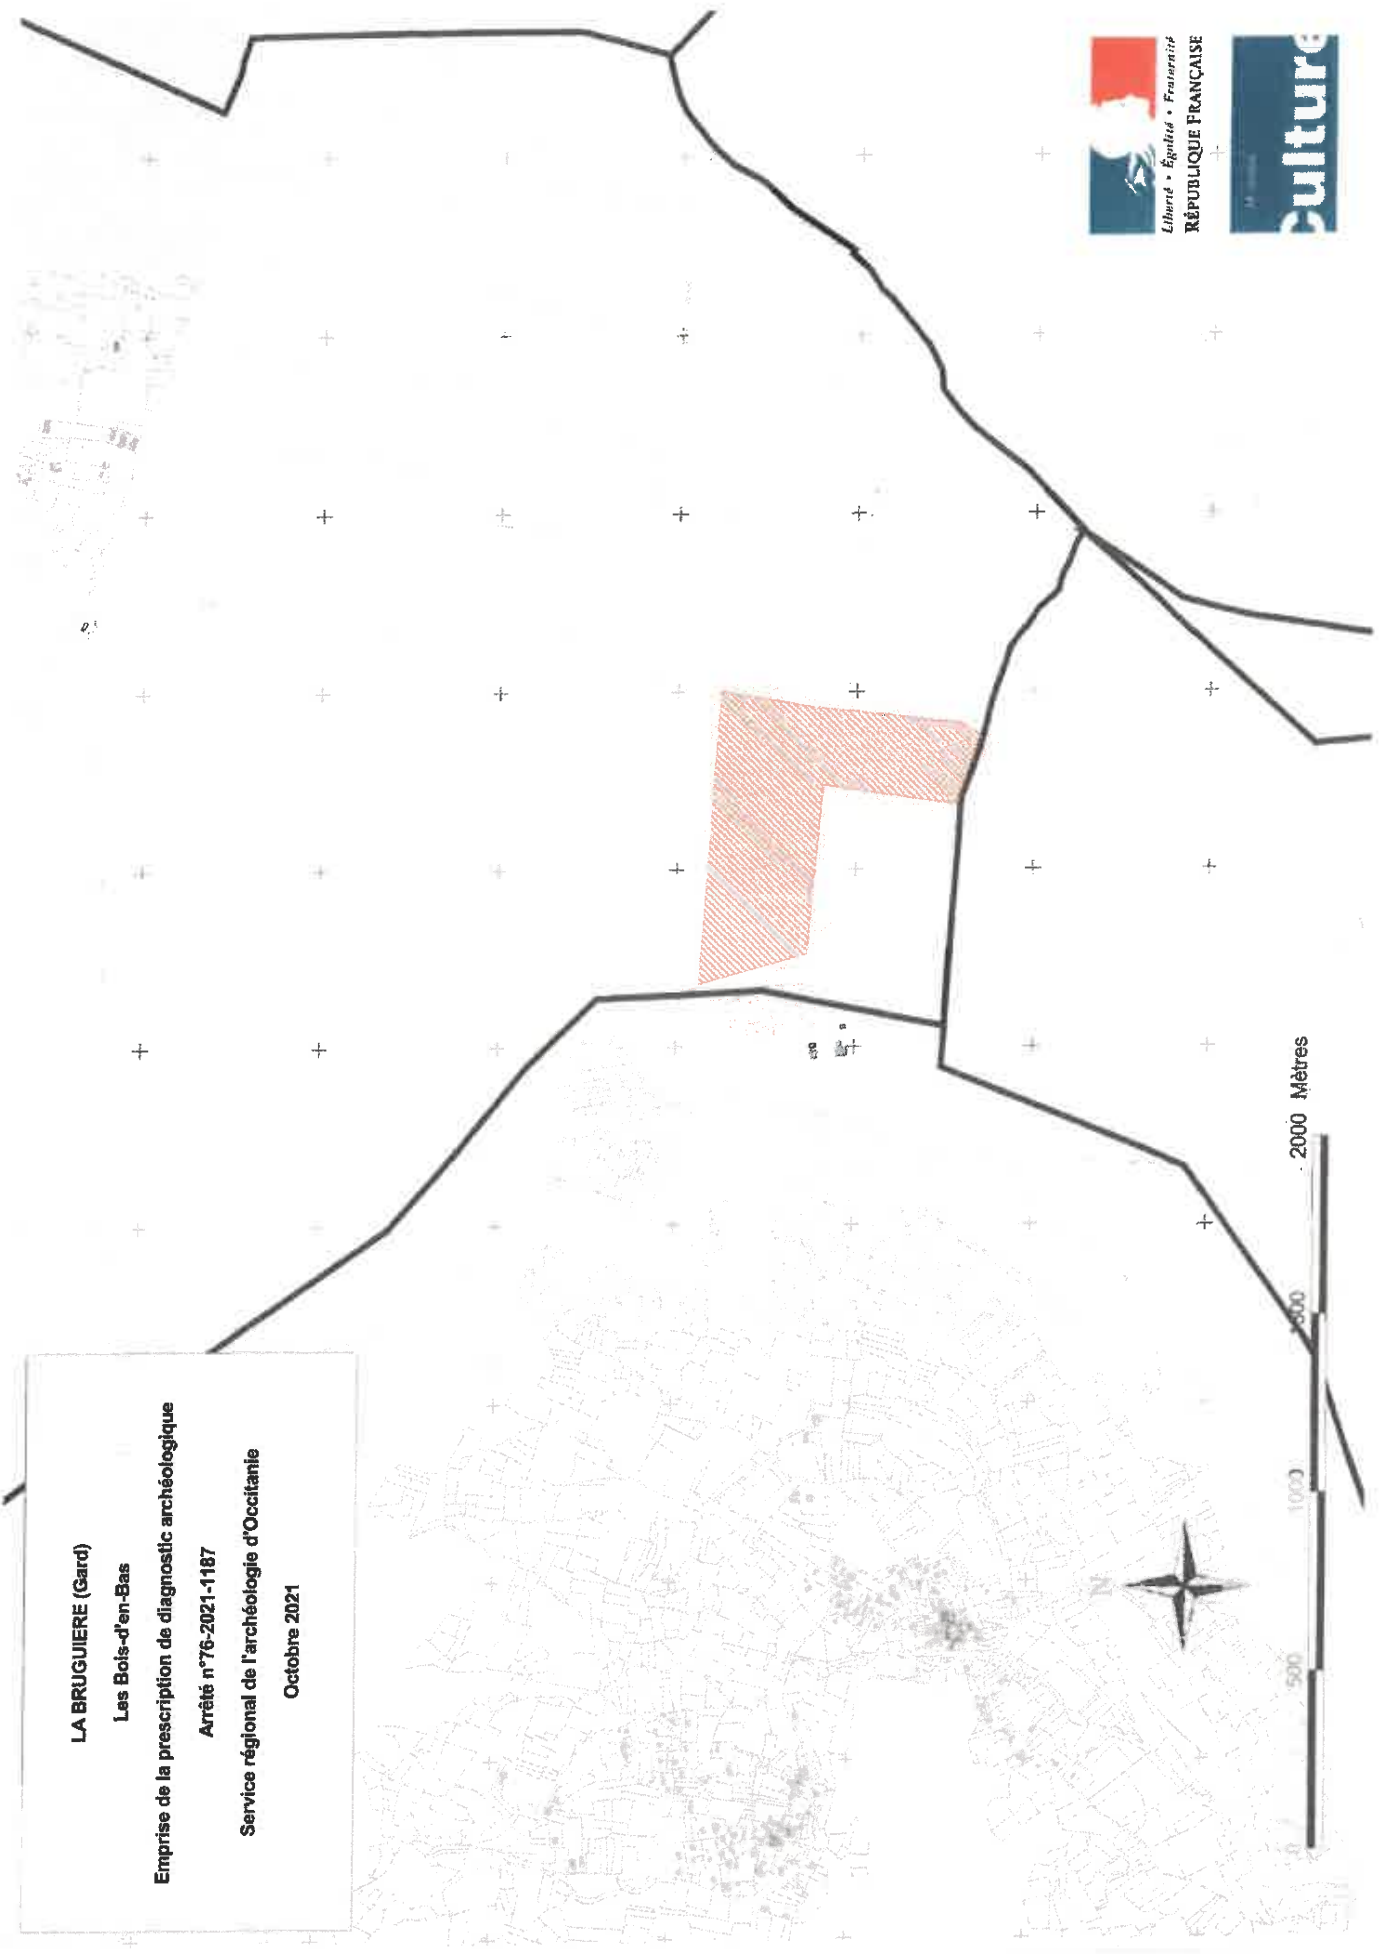 LA BRUGUIERE (Gard)
Les Bois-d'en-Bas
Emprise de la prescription de diagnostic archéologique
Arrêté n°76-2021-1187
Service régional de l'archéologie d'Occitanie
Octobre 2021
Liberté • Égalité • Fraternité
RÉPUBLIQUE FRANÇAISE
Culture
N
0 500 1000 1500 2000 Mètres